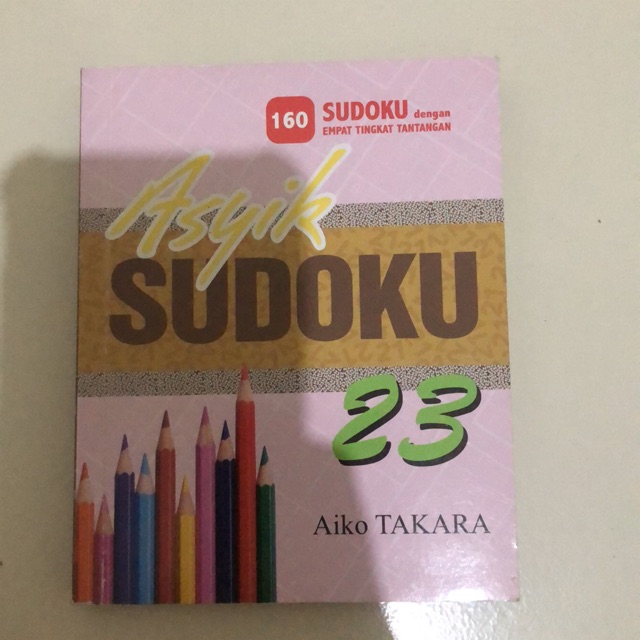 160
SUDOKU dengan
EMPAT TINGKAT TANTANGAN
Asyik
SUDOKU
23
Aiko TAKARA